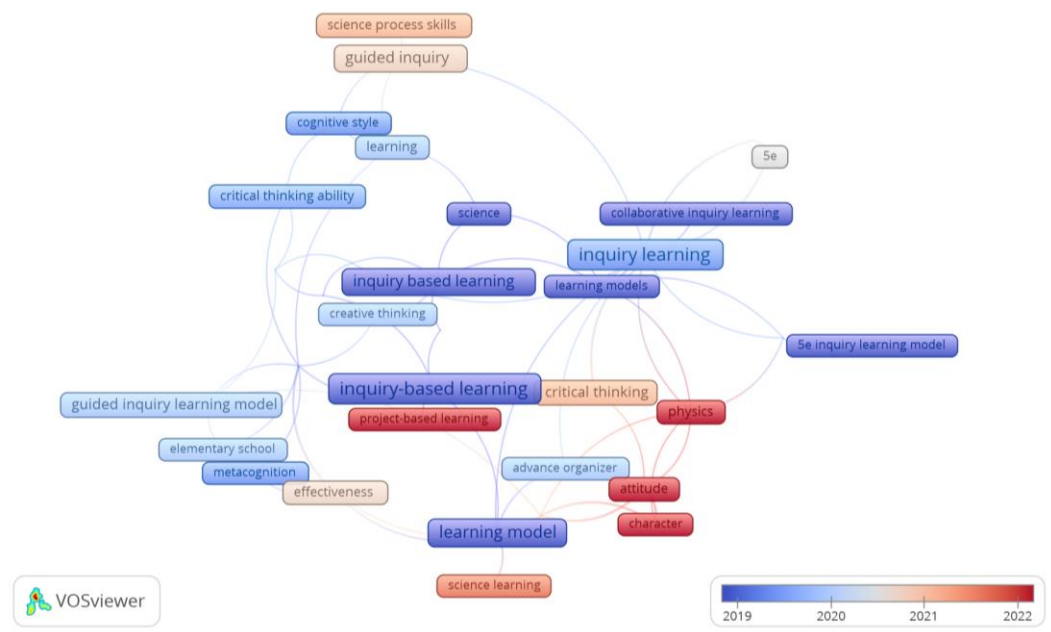 science process skills
guided inquiry
cognitive style
learning
5e
critical thinking ability
science
collaborative inquiry learning
inquiry learning
inquiry based learning
learning models
creative thinking
5e inquiry learning model
inquiry-based learning
critical thinking
guided inquiry learning model
project-based learning
physics
elementary school
metacognition
advance organizer
effectiveness
attitude
character
learning model
science learning
VOSviewer
2019
2020
2021
2022